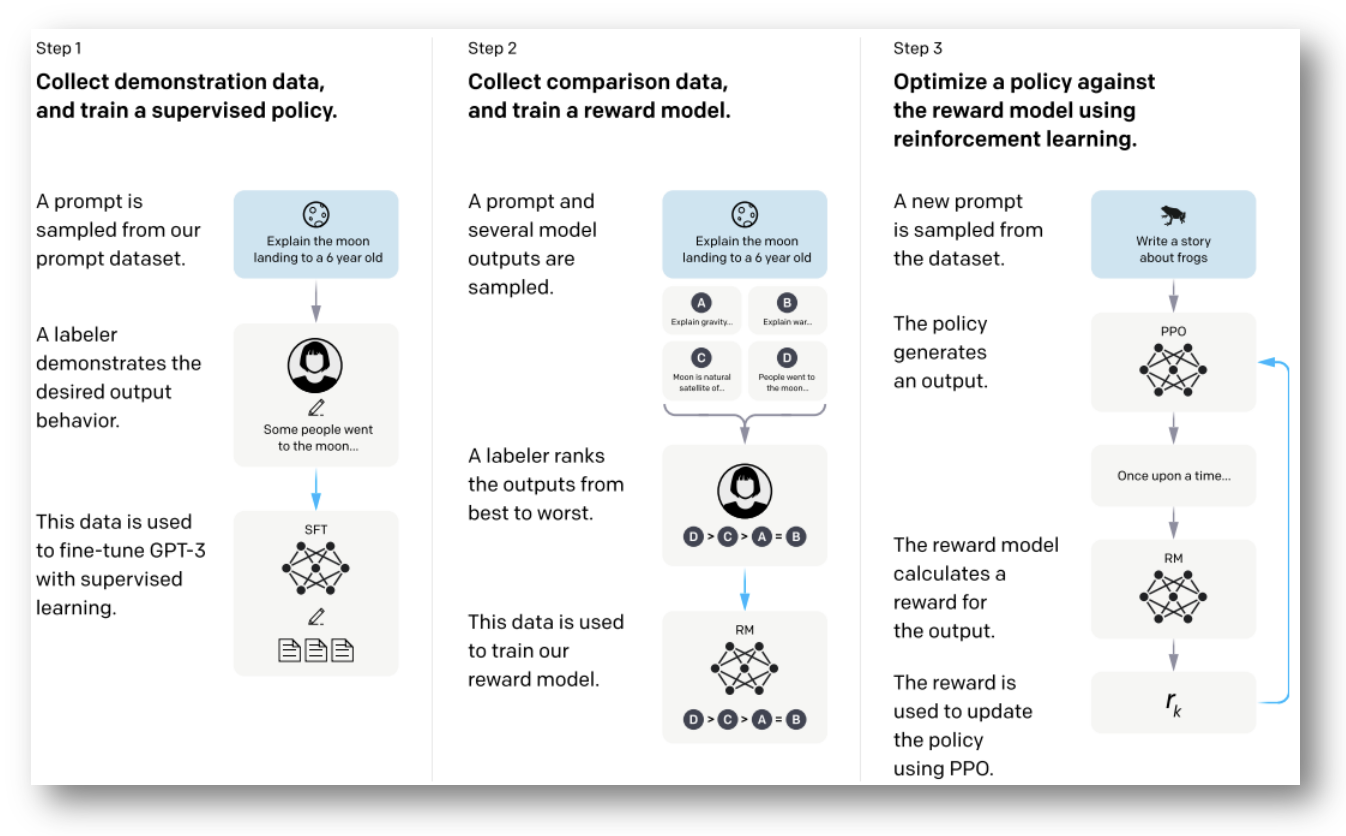 Step 1
Collect demonstration data,
and train a supervised policy.
A prompt is
sampled from our
prompt dataset.
Explain the moon
landing to a 6 year old
A labeler
demonstrates the
desired output
behavior.
Some people went
to the moon...
This data is used
to fine-tune GPT-3
with supervised
learning.
SFT
Step 2
Collect comparison data,
and train a reward model.
A prompt and
several model
outputs are
sampled.
Explain the moon
landing to a 6 year old
A
Explain gravity...
B
Explain war...
C
Moon is natural
satellite of...
D
People went to
the moon...
A labeler ranks
the outputs from
best to worst.
D > C > A = B
This data is used
to train our
reward model.
RM
D > C > A = B
Step 3
Optimize a policy against
the reward model using
reinforcement learning.
A new prompt
is sampled from
the dataset.
Write a story
about frogs
The policy
generates
an output.
PPO
Once upon a time...
The reward model
calculates a
reward for
the output.
RM
The reward is
used to update
the policy
using PPO.
rk